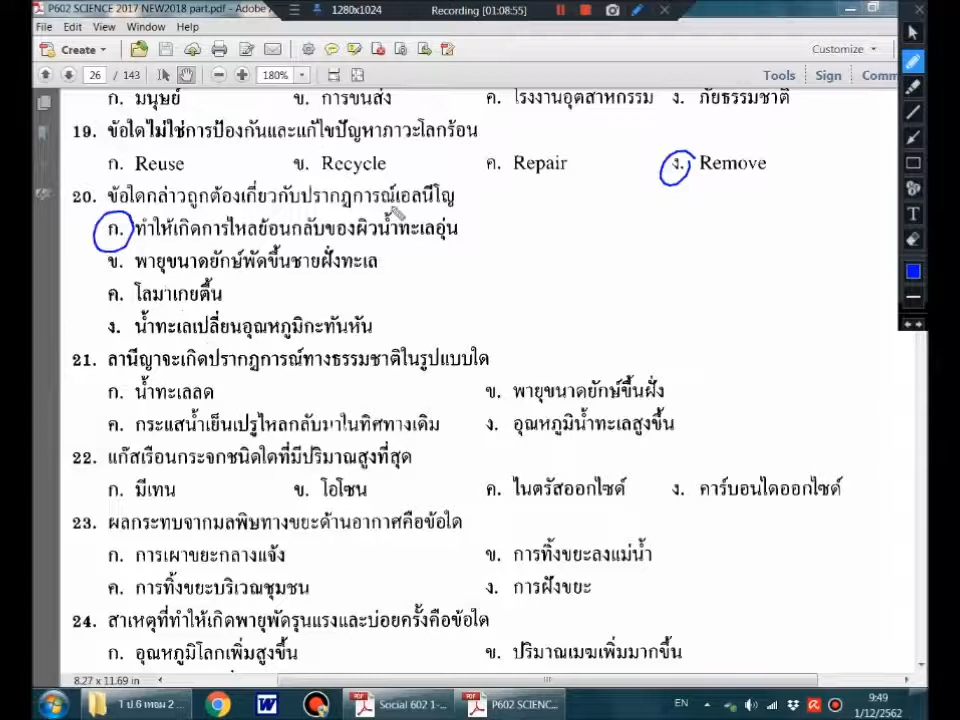 P602 SCIENCE 2017 NEW2018 part.pdf - Adobe
1280x1024
Recording [01:08:55]
File Edit View Window Help
Create
Customize
26 / 143
180%
Tools Sign Comm
ก. มนุษย์ ข. การขนส่ง ค. โรงงานอุตสาหกรรม ง. ภัยธรรมชาติ
19. ข้อใดไม่ใช่การป้องกันและแก้ไขปัญหาภาวะโลกร้อน
ก. Reuse ข. Recycle ค. Repair ง. Remove
20. ข้อใดกล่าวถูกต้องเกี่ยวกับปรากฏการณ์เอลนีโญ
ก. ทำให้เกิดการไหลย้อนกลับของผิวน้ำทะเลอุ่น
ข. พายุขนาดยักษ์พัดขึ้นชายฝั่งทะเล
ค. โลมาเกยตื้น
ง. น้ำทะเลเปลี่ยนอุณหภูมิกะทันหัน
21. ลานีญาจะเกิดปรากฏการณ์ทางธรรมชาติในรูปแบบใด
ก. น้ำทะเลลด ข. พายุขนาดยักษ์ขึ้นฝั่ง
ค. กระแสน้ำเย็นเปรูไหลกลับมาในทิศทางเดิม ง. อุณหภูมิน้ำทะเลสูงขึ้น
22. แก๊สเรือนกระจกชนิดใดที่มีปริมาณสูงที่สุด
ก. มีเทน ข. โอโซน ค. ไนตรัสออกไซด์ ง. คาร์บอนไดออกไซด์
23. ผลกระทบจากมลพิษทางขยะด้านอากาศคือข้อใด
ก. การเผาขยะกลางแจ้ง ข. การทิ้งขยะลงแม่น้ำ
ค. การทิ้งขยะบริเวณชุมชน ง. การฝังขยะ
24. สาเหตุที่ทำให้เกิดพายุพัดรุนแรงและบ่อยครั้งคือข้อใด
ก. อุณหภูมิโลกเพิ่มสูงขึ้น ข. ปริมาณเมฆเพิ่มมากขึ้น
8.27 x 11.69 in
1 ป.6 เทอม 2 ...
Social 602 1-...
P602 SCIENC...
EN
9:49
1/12/2562